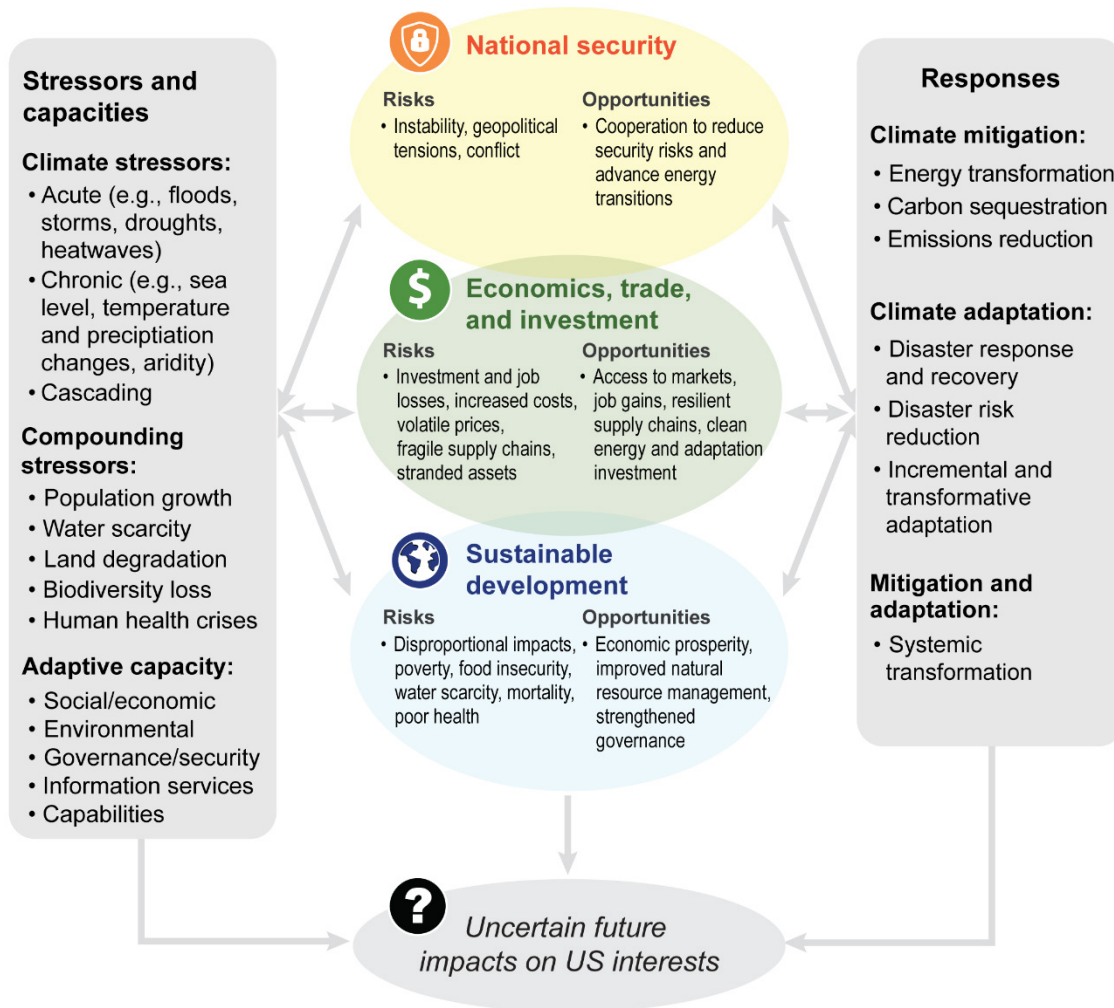 Stressors and
capacities
Climate stressors:
• Acute (e.g., floods,
storms, droughts,
heatwaves)
• Chronic (e.g., sea
level, temperature
and preciptiation
changes, aridity)
• Cascading
Compounding
stressors:
• Population growth
• Water scarcity
• Land degradation
• Biodiversity loss
• Human health crises
Adaptive capacity:
• Social/economic
• Environmental
• Governance/security
• Information services
• Capabilities
National security
Risks
• Instability, geopolitical
tensions, conflict
Opportunities
• Cooperation to reduce
security risks and
advance energy
transitions
$
Economics, trade,
and investment
Risks
• Investment and job
losses, increased costs,
volatile prices,
fragile supply chains,
stranded assets
Opportunities
• Access to markets,
job gains, resilient
supply chains, clean
energy and adaptation
investment
Sustainable
development
Risks
• Disproportional impacts,
poverty, food insecurity,
water scarcity, mortality,
poor health
Opportunities
• Economic prosperity,
improved natural
resource management,
strengthened
governance
Responses
Climate mitigation:
• Energy transformation
• Carbon sequestration
• Emissions reduction
Climate adaptation:
• Disaster response
and recovery
• Disaster risk
reduction
• Incremental and
transformative
adaptation
Mitigation and
adaptation:
• Systemic
transformation
?
Uncertain future
impacts on US interests